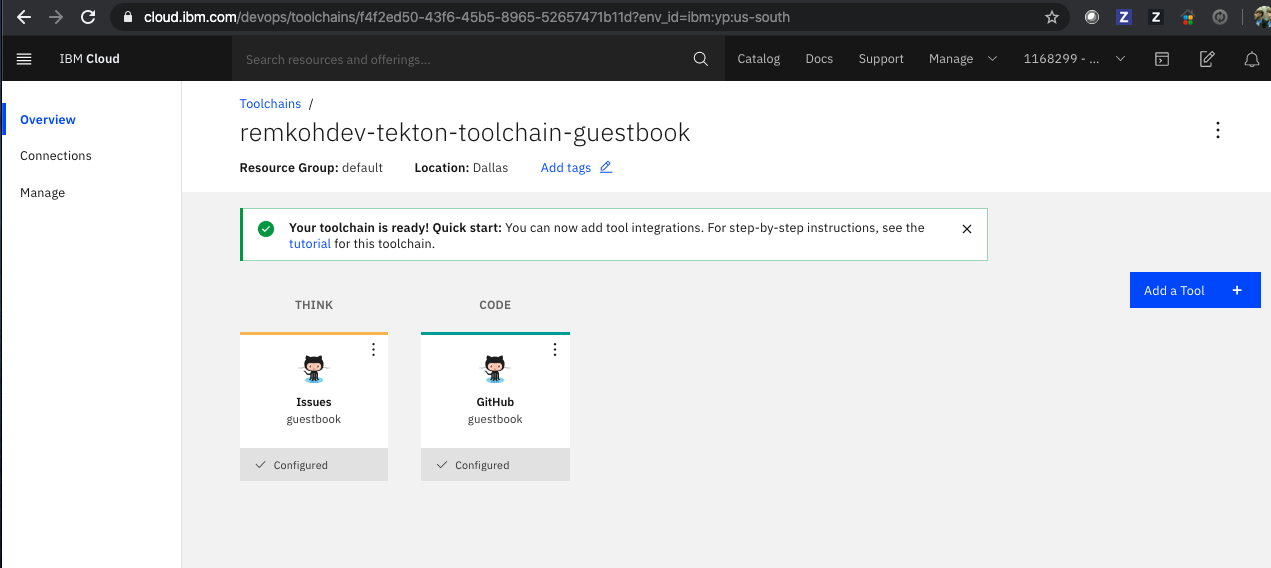 cloud.ibm.com/devops/toolchains/f4f2ed50-43f6-45b5-8965-52657471b11d?env_id=ibm:yp:us-south
Z
Z
IBM Cloud
Search resources and offerings...
Catalog
Docs
Support
Manage
1168299 - ...
Overview
Connections
Manage
Toolchains /
remkohdev-tekton-toolchain-guestbook
Resource Group: default Location: Dallas Add tags
Your toolchain is ready! Quick start: You can now add tool integrations. For step-by-step instructions, see the
tutorial for this toolchain.
Add a Tool +
THINK
Issues
guestbook
Configured
CODE
GitHub
guestbook
Configured